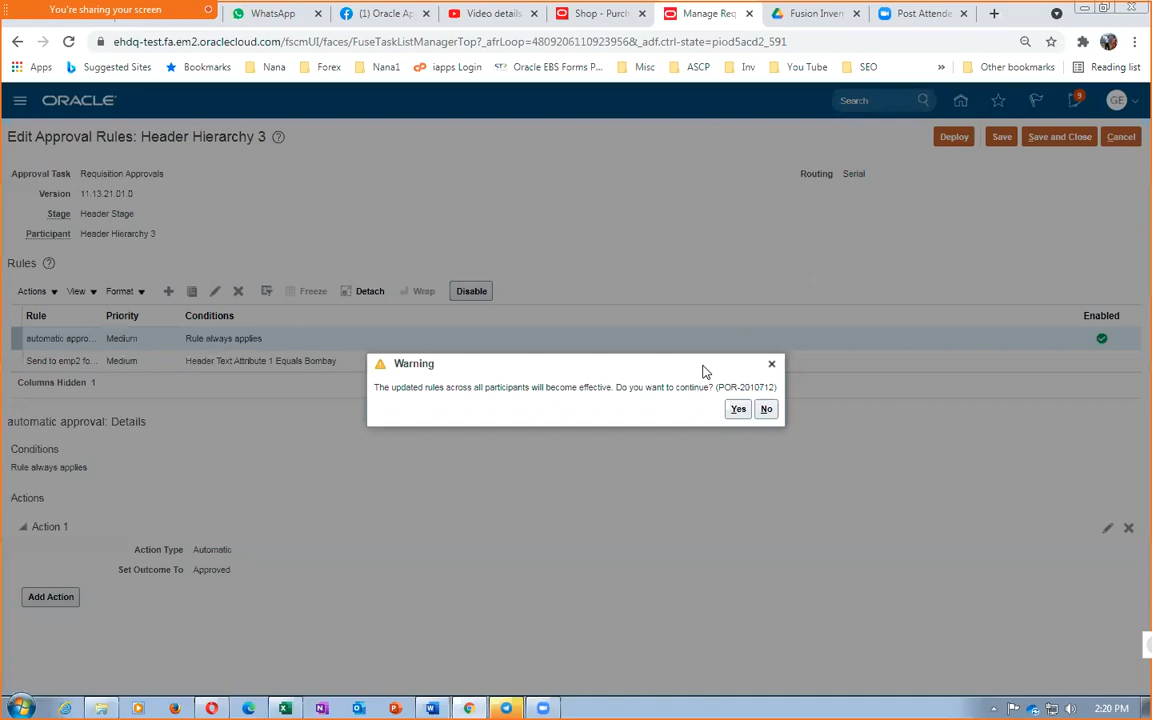 You're sharing your screen
WhatsApp
(1) Oracle Ap
Video details
Shop - Purch
Manage Req
Fusion Inven
Post Attende
ehdq-test.fa.em2.oraclecloud.com/fscmUI/faces/FuseTaskListManagerTop?_afrLoop=4809206110923956&_adf.ctrl-state=piod5acd2_591
Apps
Suggested Sites
Bookmarks
Nana
Forex
Nana1
iapps Login
Oracle EBS Forms P...
Misc
ASCP
Inv
You Tube
SEO
»
Other bookmarks
Reading list
ORACLE
Search
9
GE
Edit Approval Rules: Header Hierarchy 3
Deploy
Save
Save and Close
Cancel
Approval Task Requisition Approvals
Routing Serial
Version 11.13.21.01.0
Stage Header Stage
Participant Header Hierarchy 3
Rules
Actions View Format Freeze Detach Wrap Disable
Rule Priority Conditions Enabled
automatic appro... Medium Rule always applies
Send to emp2 fo... Medium Header Text Attribute 1 Equals Bombay
Columns Hidden 1
Warning
The updated rules across all participants will become effective. Do you want to continue? (POR-2010712)
Yes No
automatic approval: Details
Conditions
Rule always applies
Actions
Action 1
Action Type Automatic
Set Outcome To Approved
Add Action
2:20 PM